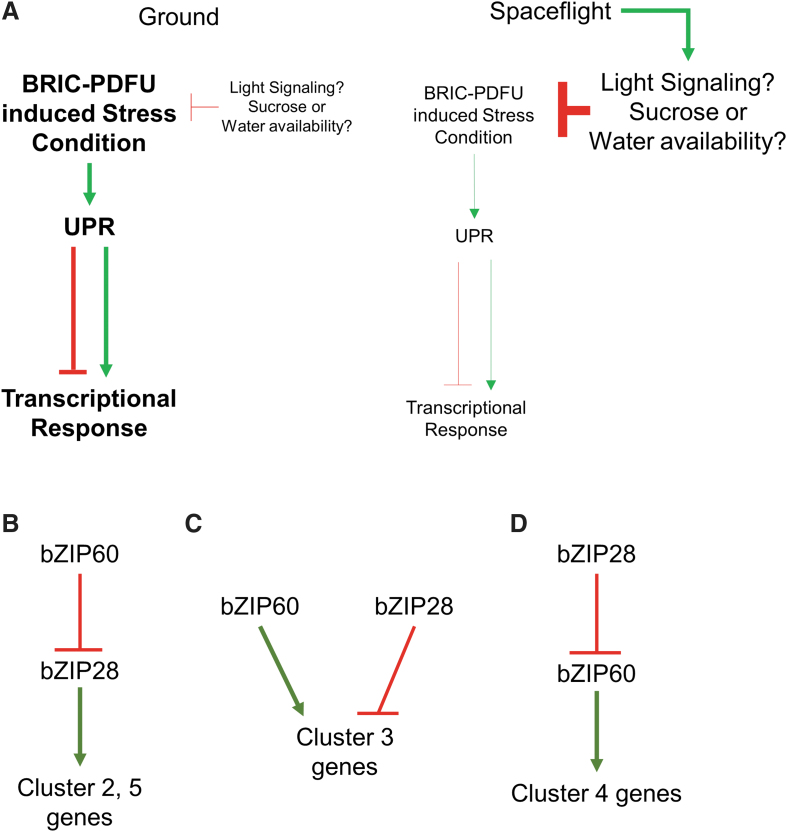 A
Ground
BRIC-PDFU
induced Stress
Condition
Light Signaling?
Sucrose or
Water availability?
UPR
Transcriptional
Response
Spaceflight
BRIC-PDFU
induced Stress
Condition
Light Signaling?
Sucrose or
Water availability?
UPR
Transcriptional
Response
B
bZIP60
bZIP28
Cluster 2, 5
genes
C
bZIP60
bZIP28
Cluster 3
genes
D
bZIP28
bZIP60
Cluster 4 genes